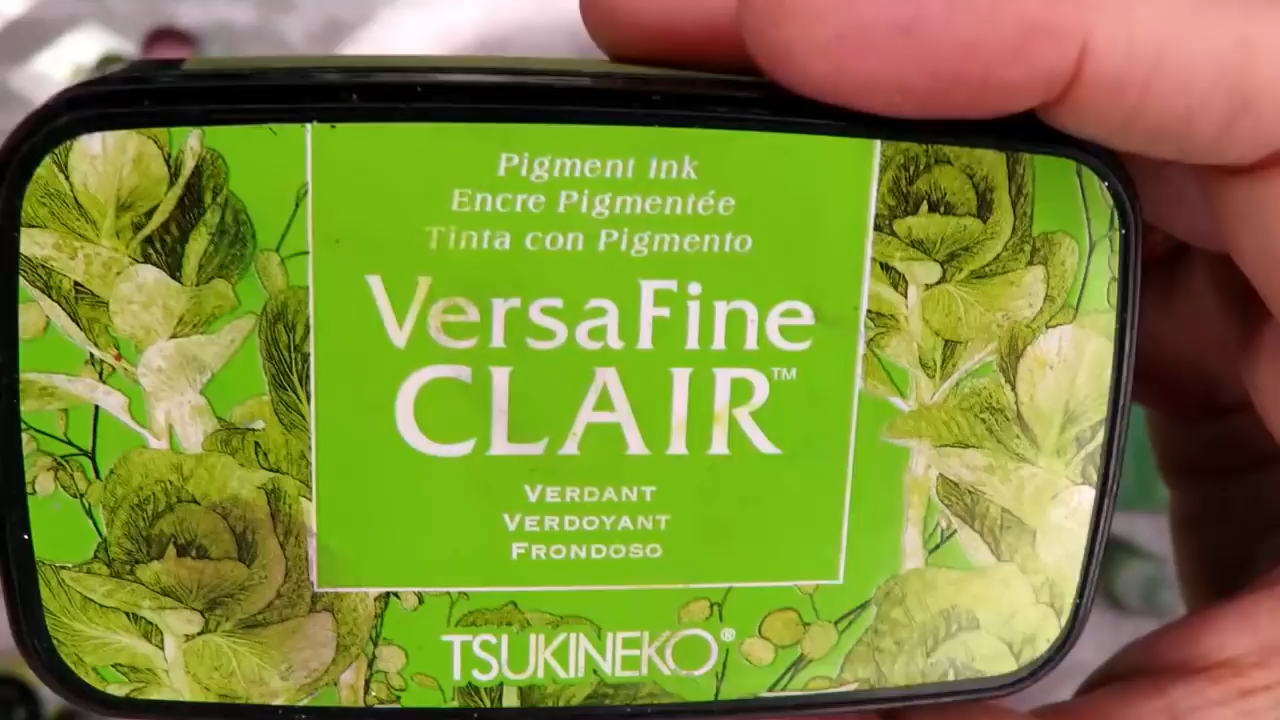 Pigment Ink
Encre Pigmentée
Tinta con Pigmento
VersaFine
CLAIR™
VERDANT
VERDOYANT
FRONDOSO
TSUKINEKO®